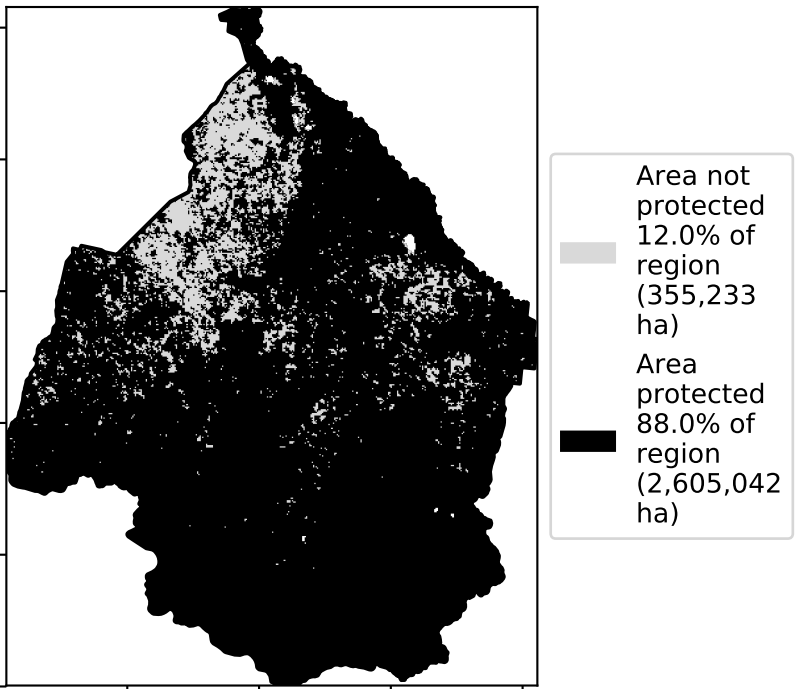 Area not
protected
12.0% of
region
(355,233
ha)
Area
protected
88.0% of
region
(2,605,042
ha)